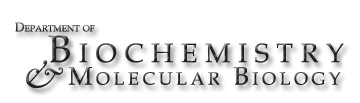 DEPARTMENT OF
BIOCHEMISTRY
& MOLECULAR BIOLOGY